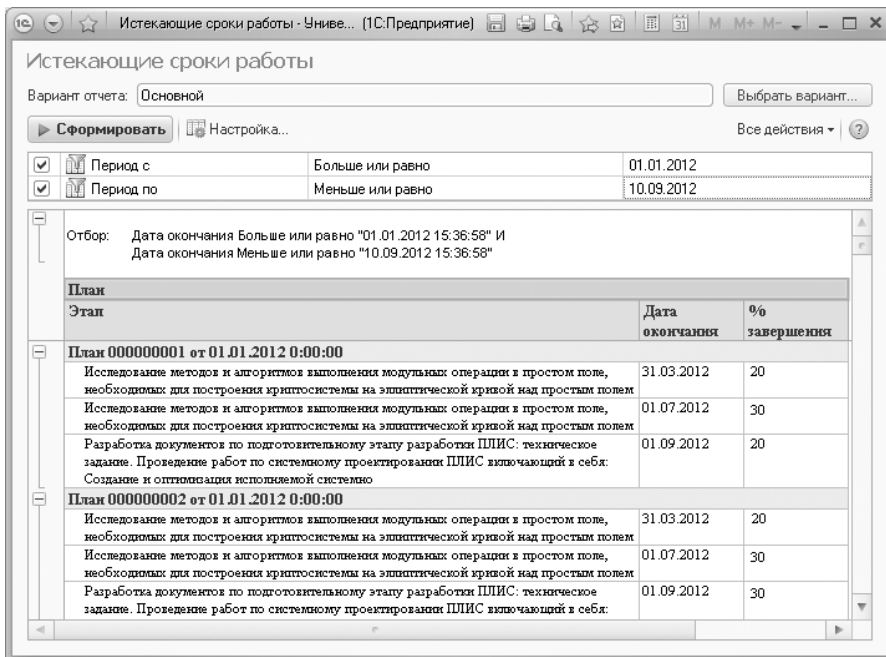 Истекающие сроки работы - Униве... (1С:Предприятие) M M+ M-
Истекающие сроки работы
Вариант отчета: Основной Выбрать вариант...
Сформировать Настройка... Все действия
Период с Больше или равно 01.01.2012
Период по Меньше или равно 10.09.2012
Отбор: Дата окончания Больше или равно "01.01.2012 15:36:58" И
Дата окончания Меньше или равно "10.09.2012 15:36:58"
План
Этап Дата %
окончания завершения
План 000000001 от 01.01.2012 0:00:00
Исследование методов и алгоритмов выполнения модульных операции в простом поле, 31.03.2012 20
необходимых для построения криптосистемы на эллиптической кривой над простым полем
Исследование методов и алгоритмов выполнения модульных операции в простом поле, 01.07.2012 30
необходимых для построения криптосистемы на эллиптической кривой над простым полем
Разработка документов по подготовительному этапу разработки ПЛИС: техническое 01.09.2012 20
задание. Проведение работ по системному проектировании ПЛИС включающий в себя:
Создание и оптимизация исполняемой системно
План 000000002 от 01.01.2012 0:00:00
Исследование методов и алгоритмов выполнения модульных операции в простом поле, 31.03.2012 20
необходимых для построения криптосистемы на эллиптической кривой над простым полем
Исследование методов и алгоритмов выполнения модульных операции в простом поле, 01.07.2012 30
необходимых для построения криптосистемы на эллиптической кривой над простым полем
Разработка документов по подготовительному этапу разработки ПЛИС: техническое 01.09.2012 30
задание. Проведение работ по системному проектировании ПЛИС включающий в себя: